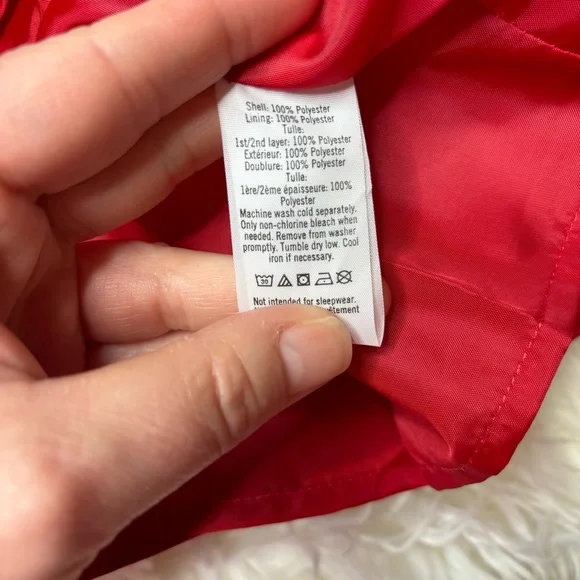 Shell: 100% Polyester
Lining: 100% Polyester
Tulle:
1st/2nd layer: 100% Polyester
Extérieur: 100% Polyester
Doublure: 100% Polyester
Tulle:
1ère/2ème épaisseur: 100%
Polyester
Machine wash cold separately.
Only non-chlorine bleach when
needed. Remove from washer
promptly. Tumble dry low. Cool
iron if necessary.
30
Not intended for sleepwear.
êtement